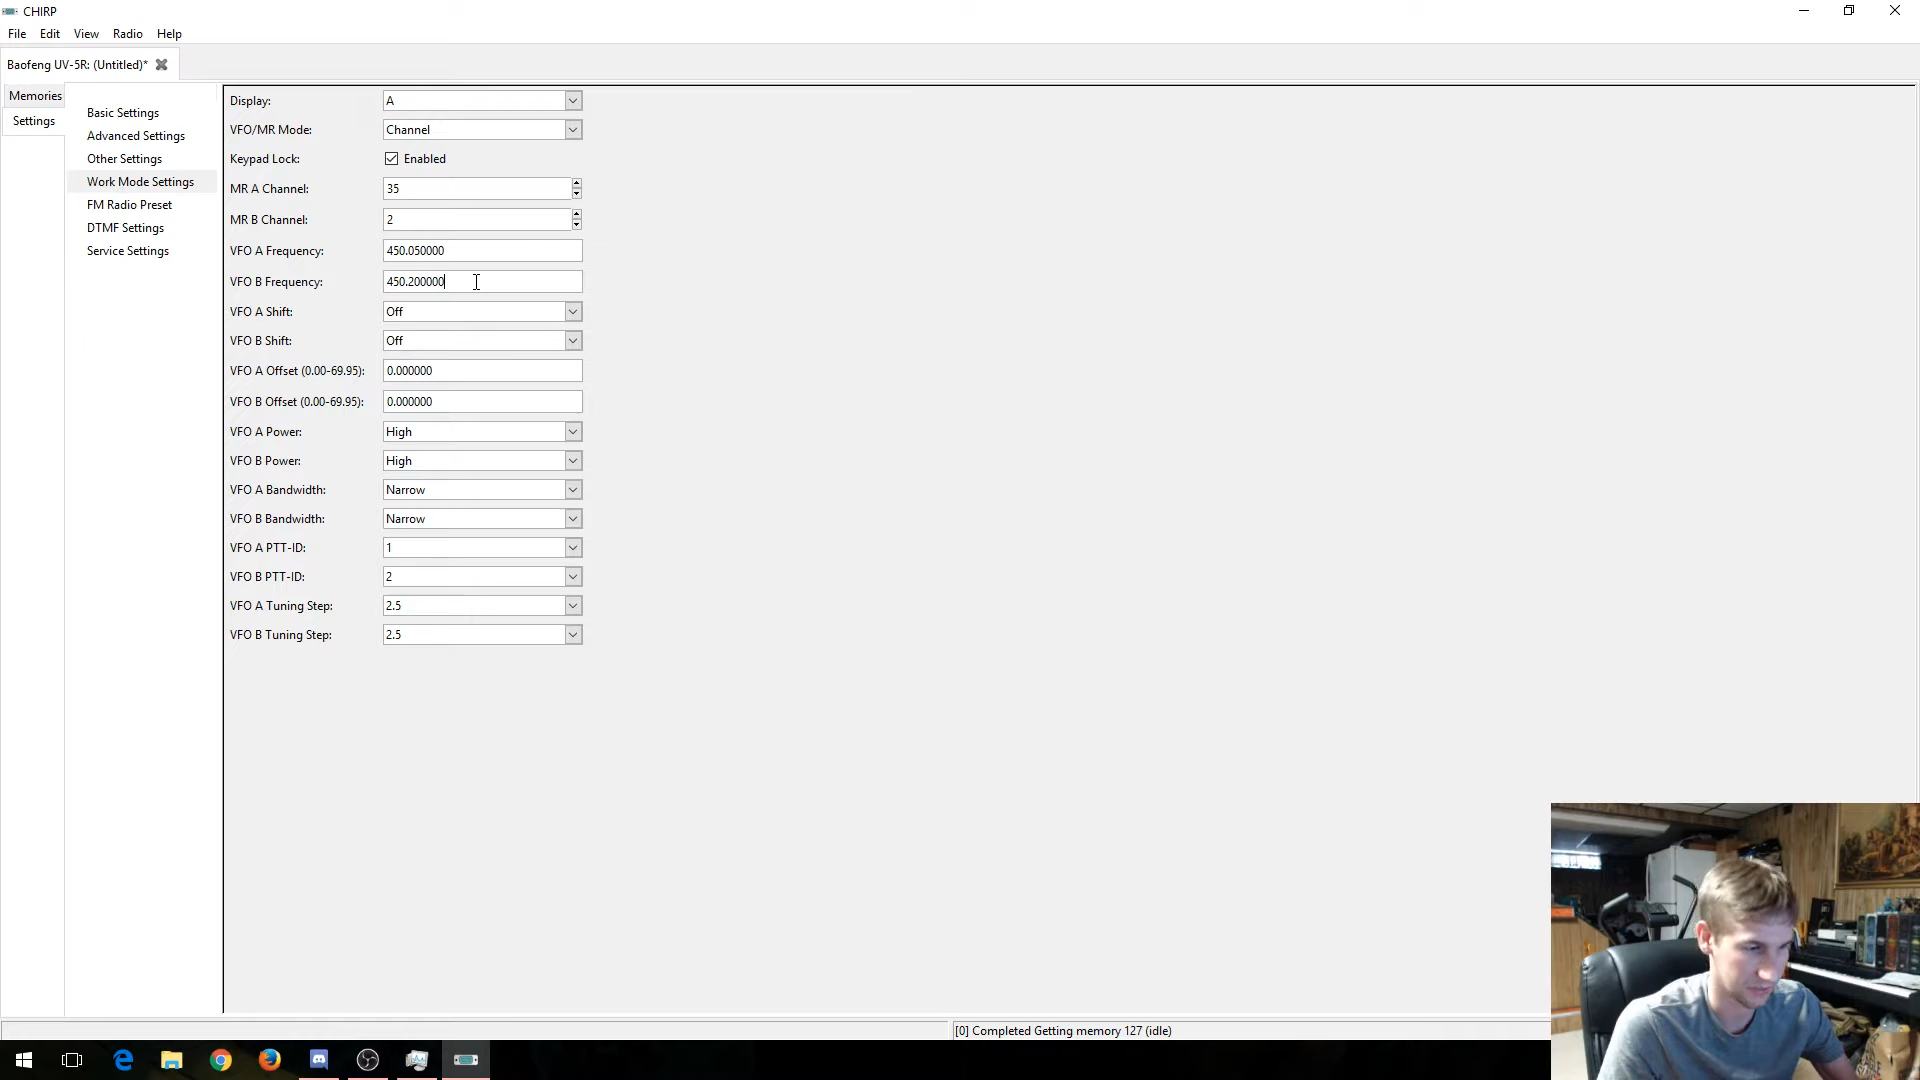 CHIRP
File Edit View Radio Help
Baofeng UV-5R: (Untitled)*
Memories
Settings
Basic Settings
Advanced Settings
Other Settings
Work Mode Settings
FM Radio Preset
DTMF Settings
Service Settings
Display: A
VFO/MR Mode: Channel
Keypad Lock: Enabled
MR A Channel: 35
MR B Channel: 2
VFO A Frequency: 450.050000
VFO B Frequency: 450.200000
VFO A Shift: Off
VFO B Shift: Off
VFO A Offset (0.00-69.95): 0.000000
VFO B Offset (0.00-69.95): 0.000000
VFO A Power: High
VFO B Power: High
VFO A Bandwidth: Narrow
VFO B Bandwidth: Narrow
VFO A PTT-ID: 1
VFO B PTT-ID: 2
VFO A Tuning Step: 2.5
VFO B Tuning Step: 2.5
[0] Completed Getting memory 127 (idle)